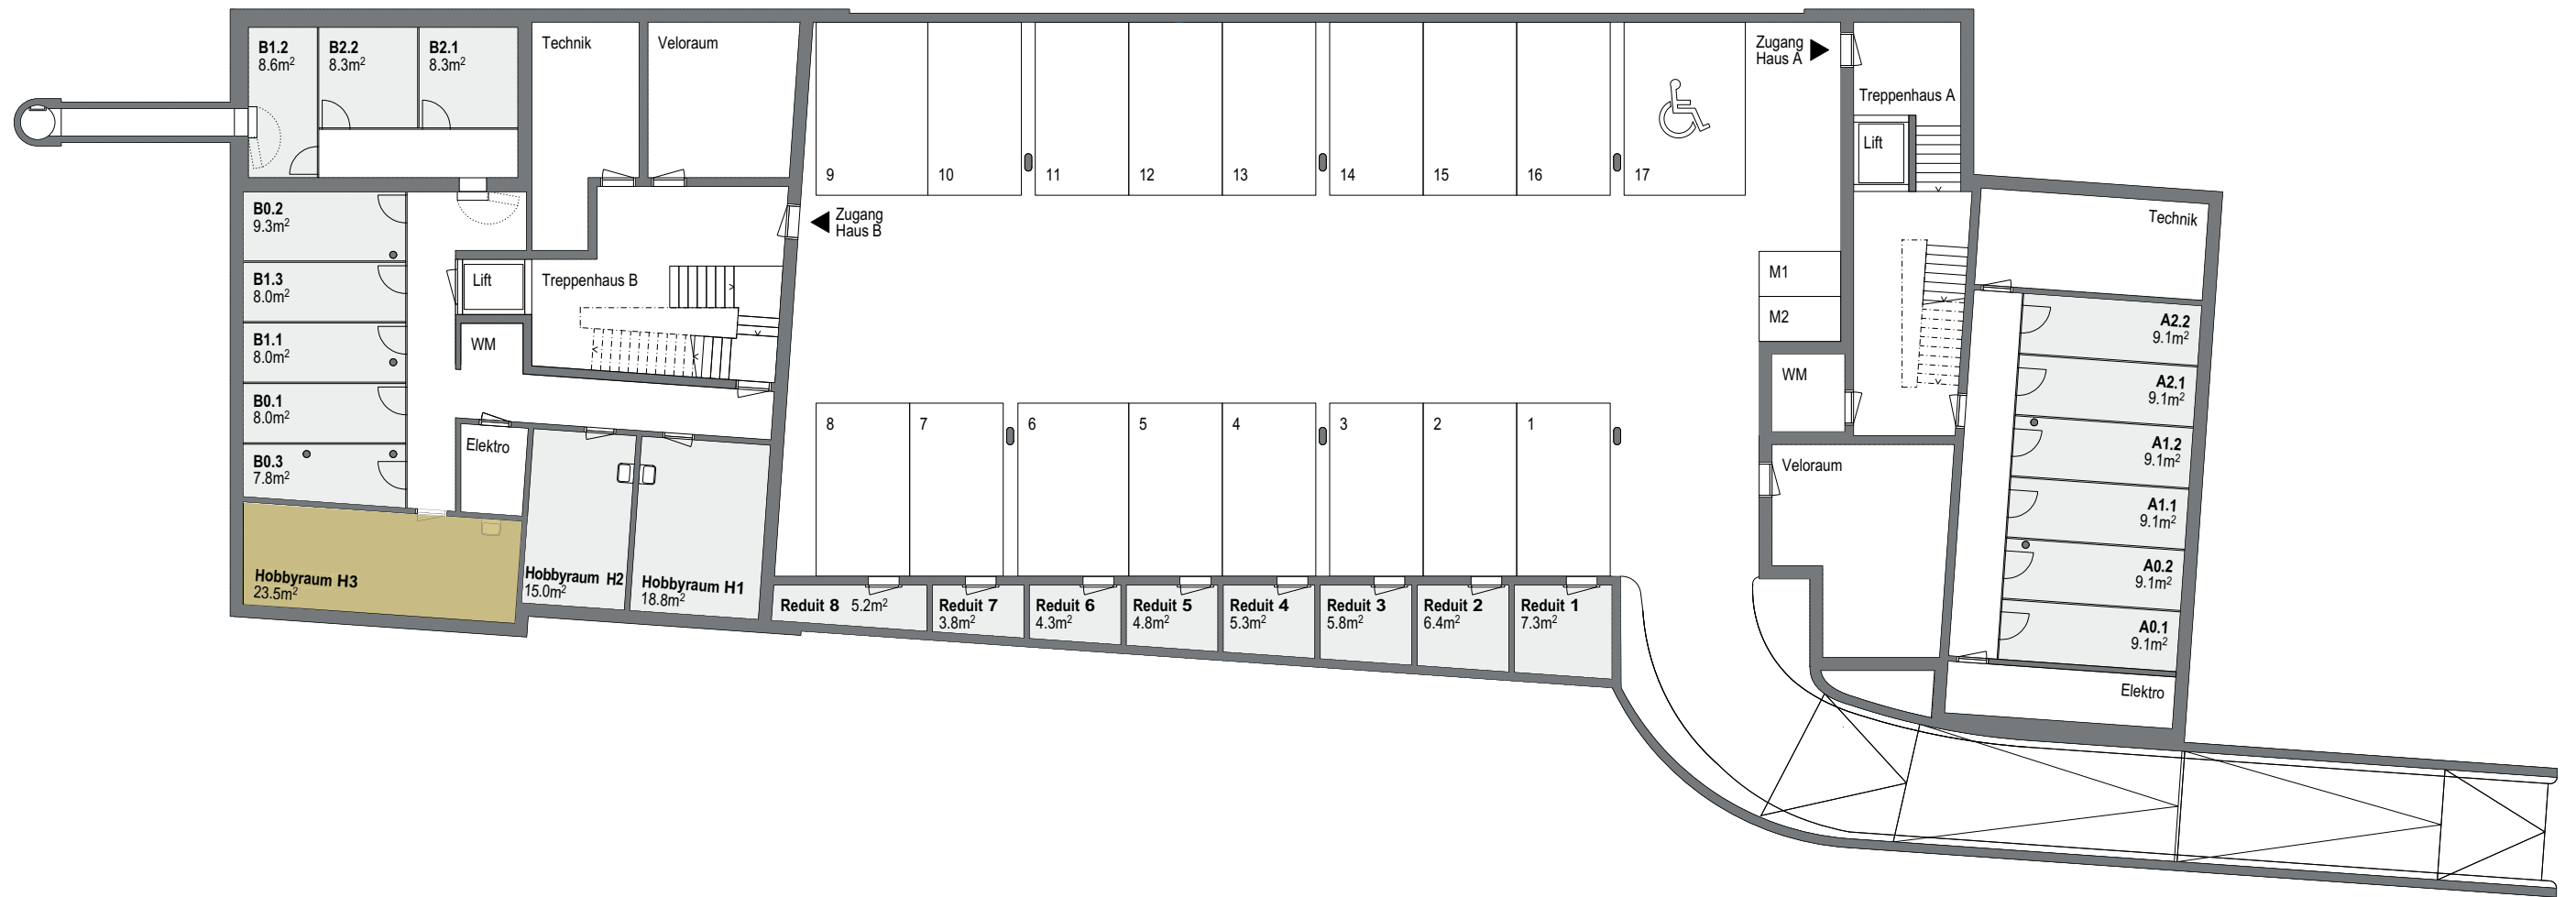 B1.2
8.6m²
B2.2
8.3m²
B2.1
8.3m²
Technik
Veloraum
9
10
11
12
13
14
15
16
17
Zugang
Haus A
Treppenhaus A
Lift
B0.2
9.3m²
B1.3
8.0m²
B1.1
8.0m²
B0.1
8.0m²
B0.3
7.8m²
Lift
Treppenhaus B
WM
Elektro
Zugang
Haus B
M1
M2
WM
Veloraum
Technik
A2.2
9.1m²
A2.1
9.1m²
A1.2
9.1m²
A1.1
9.1m²
A0.2
9.1m²
A0.1
9.1m²
Elektro
8
7
6
5
4
3
2
1
Hobbyraum H3
23.5m²
Hobbyraum H2
15.0m²
Hobbyraum H1
18.8m²
Reduit 8 5.2m²
Reduit 7
3.8m²
Reduit 6
4.3m²
Reduit 5
4.8m²
Reduit 4
5.3m²
Reduit 3
5.8m²
Reduit 2
6.4m²
Reduit 1
7.3m²